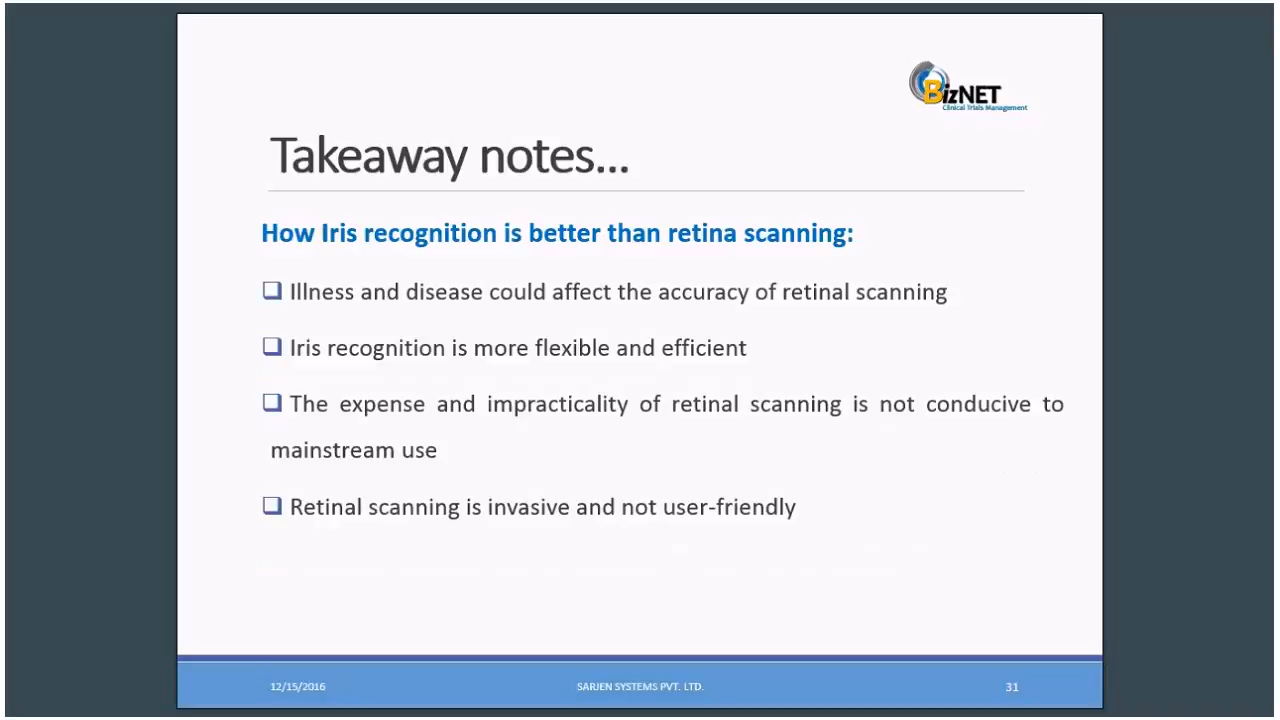 BizNET
Clinical Trials Management
Takeaway notes...
How Iris recognition is better than retina scanning:
❑ Illness and disease could affect the accuracy of retinal scanning
❑ Iris recognition is more flexible and efficient
❑ The expense and impracticality of retinal scanning is not conducive to
mainstream use
❑ Retinal scanning is invasive and not user-friendly
12/15/2016 SARJEN SYSTEMS PVT. LTD. 31